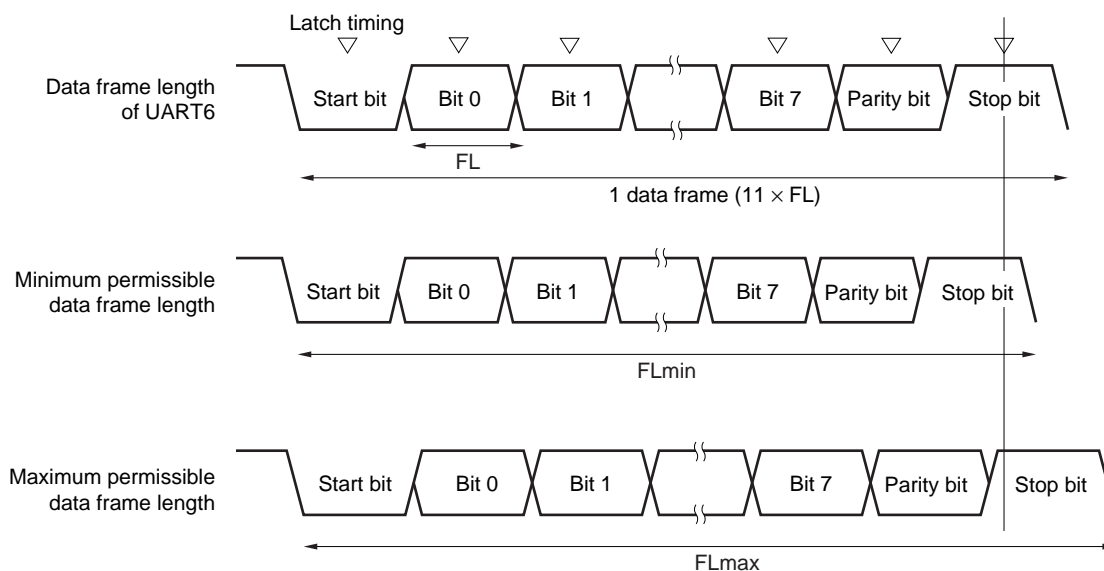 Latch timing
Data frame length
of UART6
Start bit
Bit 0
Bit 1
Bit 7
Parity bit
Stop bit
FL
1 data frame (11 × FL)
Minimum permissible
data frame length
Start bit
Bit 0
Bit 1
Bit 7
Parity bit
Stop bit
FLmin
Maximum permissible
data frame length
Start bit
Bit 0
Bit 1
Bit 7
Parity bit
Stop bit
FLmax